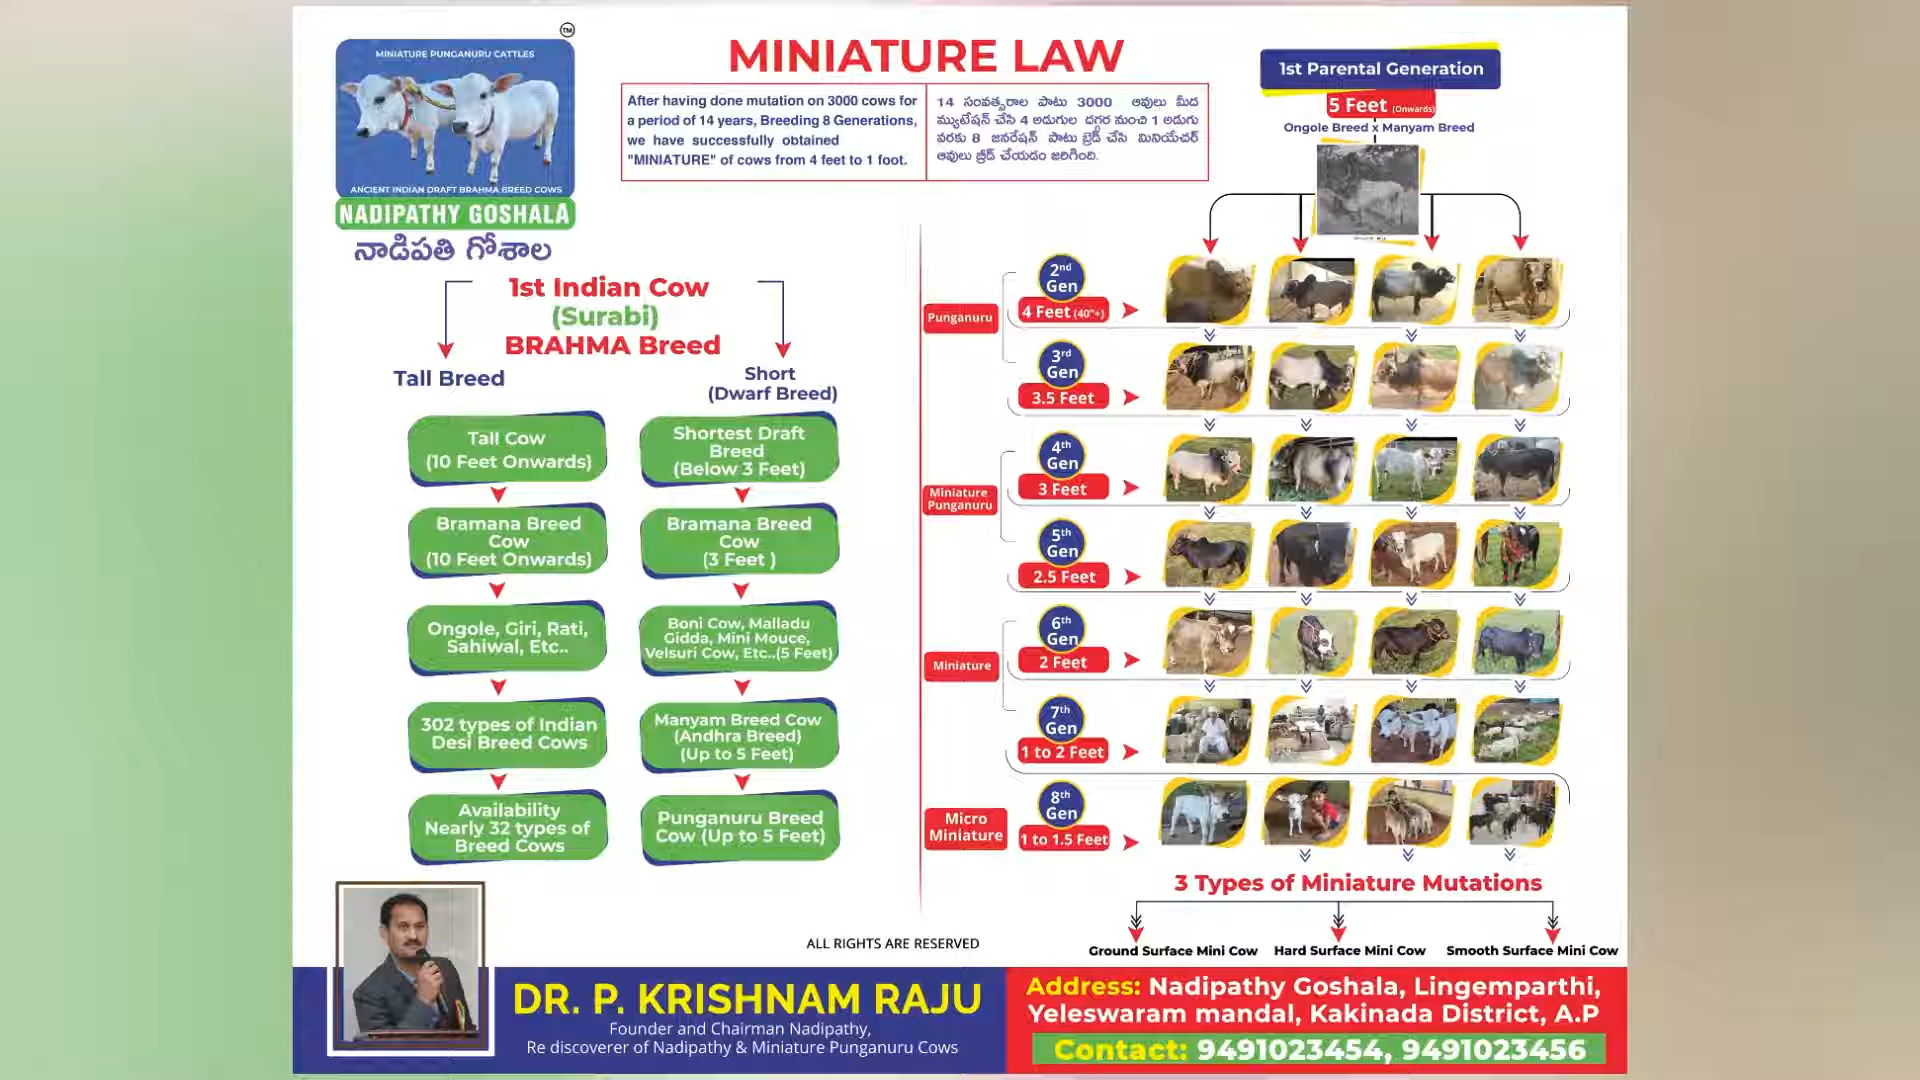 TM
MINIATURE PUNGANURU CATTLES
ANCIENT INDIAN DRAFT BRAHMA BREED COWS
NADIPATHY GOSHALA
నాడిపతి గోశాల
MINIATURE LAW
After having done mutation on 3000 cows for
a period of 14 years, Breeding 8 Generations,
we have successfully obtained
"MINIATURE" of cows from 4 feet to 1 foot.
14 సంవత్సరాల పాటు 3000 ఆవులు మీద
మ్యుటేషన్ చేసి 4 అడుగుల దగ్గర నుంచి 1 అడుగు
వరకు 8 జనరేషన్ పాటు బ్రీడ్ చేసి మినియేచర్
ఆవులు బ్రీడ్ చేయడం జరిగింది.
1st Parental Generation
5 Feet (Onwards)
Ongole Breed x Manyam Breed
1st Indian Cow
(Surabi)
BRAHMA Breed
Tall Breed
Short
(Dwarf Breed)
Tall Cow
(10 Feet Onwards)
Bramana Breed
Cow
(10 Feet Onwards)
Ongole, Giri, Rati,
Sahiwal, Etc..
302 types of Indian
Desi Breed Cows
Availability
Nearly 32 types of
Breed Cows
Shortest Draft
Breed
(Below 3 Feet)
Bramana Breed
Cow
(3 Feet )
Boni Cow, Malladu
Gidda, Mini Mouce,
Velsuri Cow, Etc..(5 Feet)
Manyam Breed Cow
(Andhra Breed)
(Up to 5 Feet)
Punganuru Breed
Cow (Up to 5 Feet)
Punganuru
2nd
Gen
4 Feet (40"+)
3rd
Gen
3.5 Feet
Miniature
Punganuru
4th
Gen
3 Feet
5th
Gen
2.5 Feet
Miniature
6th
Gen
2 Feet
7th
Gen
1 to 2 Feet
Micro
Miniature
8th
Gen
1 to 1.5 Feet
3 Types of Miniature Mutations
Ground Surface Mini Cow
Hard Surface Mini Cow
Smooth Surface Mini Cow
ALL RIGHTS ARE RESERVED
DR. P. KRISHNAM RAJU
Founder and Chairman Nadipathy,
Re discoverer of Nadipathy & Miniature Punganuru Cows
Address: Nadipathy Goshala, Lingemparthi,
Yeleswaram mandal, Kakinada District, A.P
Contact: 9491023454, 9491023456